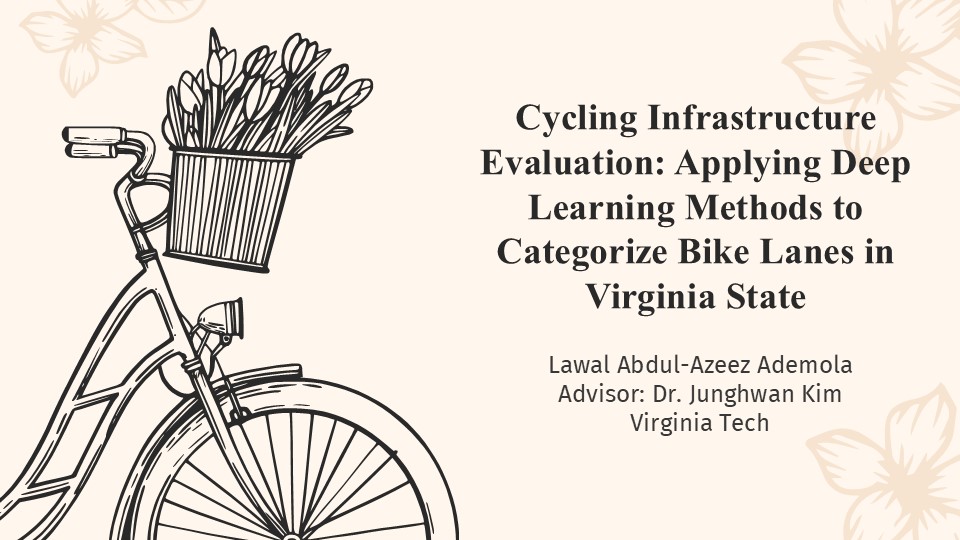 Cycling Infrastructure
Evaluation: Applying Deep
Learning Methods to
Categorize Bike Lanes in
Virginia State
Lawal Abdul-Azeez Ademola
Advisor: Dr. Junghwan Kim
Virginia Tech